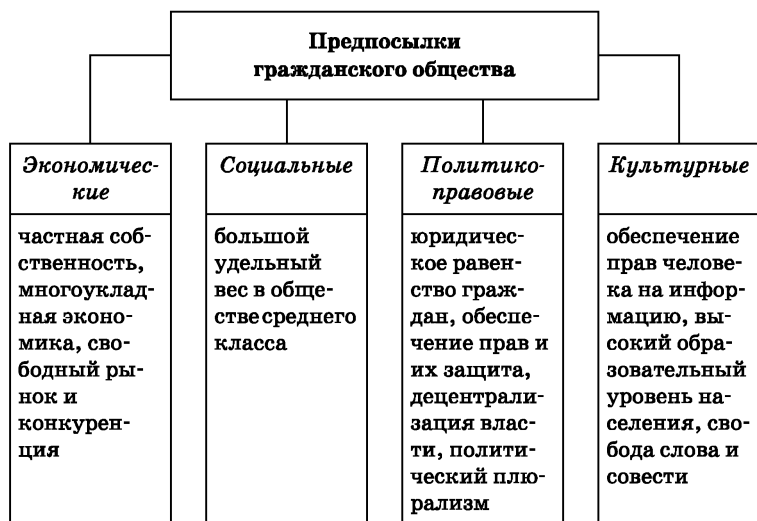 Предпосылки
гражданского общества
Экономичес-
кие
частная соб-
ственность,
многоуклад-
ная эконо-
мика, сво-
бодный ры-
нок и
конкурен-
ция
Социальные
большой
удельный
вес в обще-
стве среднего
класса
Политико-
правовые
юридичес-
кое равен-
ство граж-
дан, обеспе-
чение прав и
их защита,
децентрали-
зация влас-
ти, полити-
ческий плю-
рализм
Культурные
обеспечение
прав челове-
ка на инфор-
мацию, вы-
сокий обра-
зовательный
уровень на-
селения, сво-
бода слова и
совести